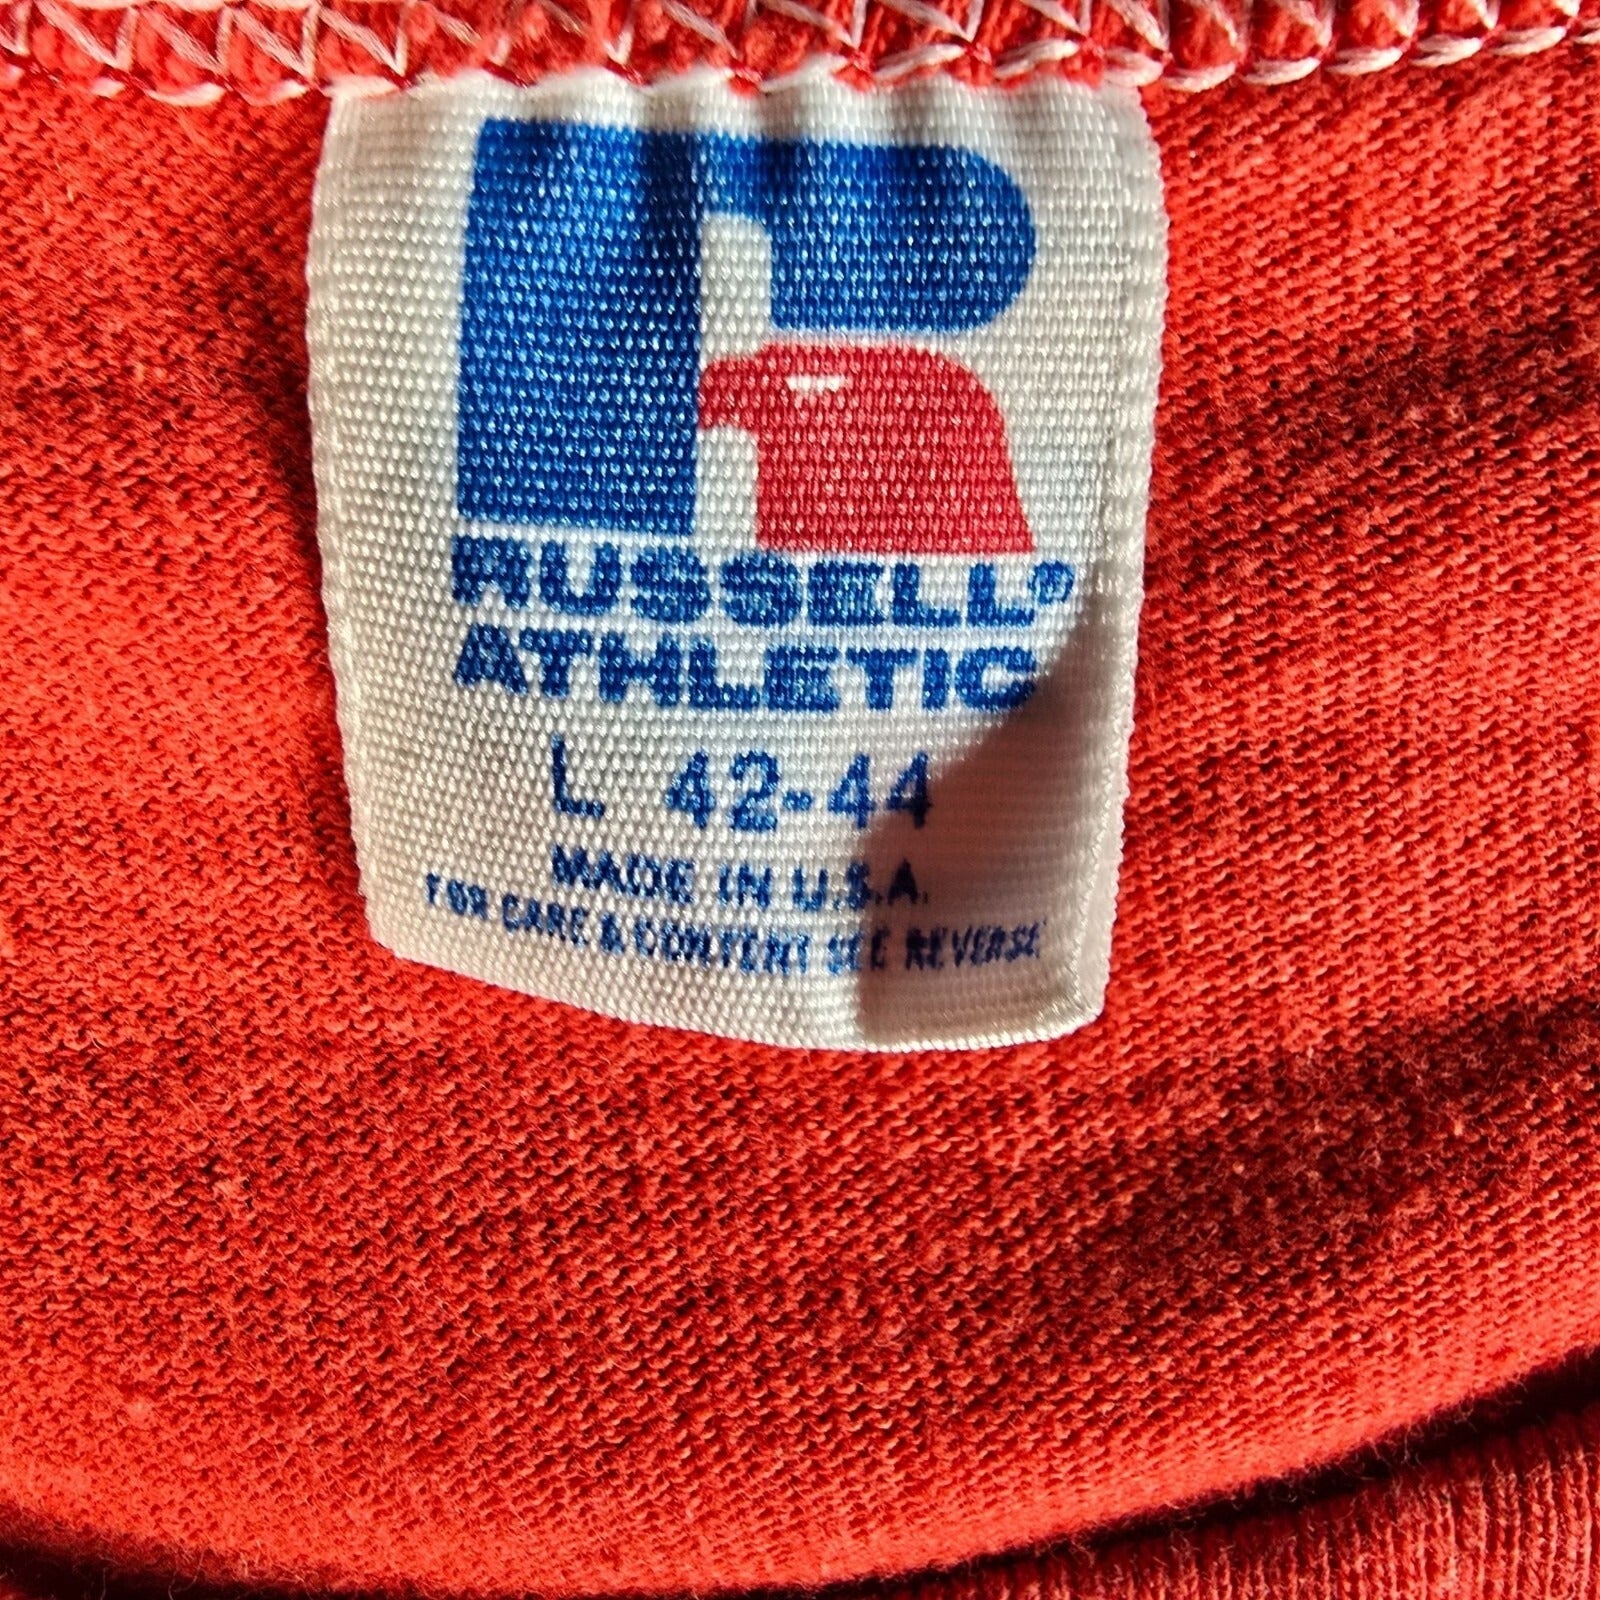 R
RUSSELL®
ATHLETIC
L 42-44
MADE IN U.S.A.
FOR CARE & CONTENT SEE REVERSE